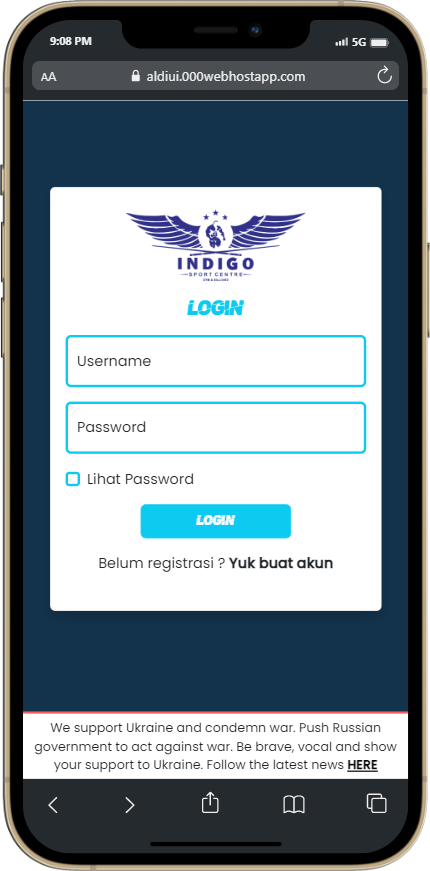 9:08 PM
5G
AA
aldiui.000webhostapp.com
INDIGO
SPORT CENTRE
LOGIN
Username
Password
Lihat Password
LOGIN
Belum registrasi ? Yuk buat akun
We support Ukraine and condemn war. Push Russian
government to act against war. Be brave, vocal and show
your support to Ukraine. Follow the latest news HERE